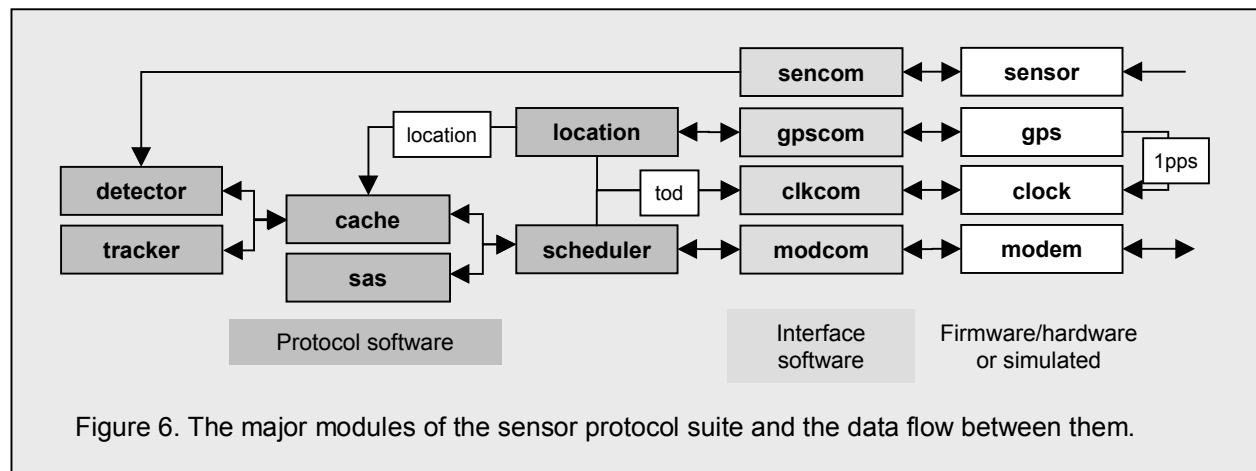 sencom
sensor
location
location
gpscom
gps
1pps
detector
cache
tod
clkcom
clock
tracker
sas
scheduler
modcom
modem
Protocol software
Interface
software
Firmware/hardware
or simulated
Figure 6. The major modules of the sensor protocol suite and the data flow between them.